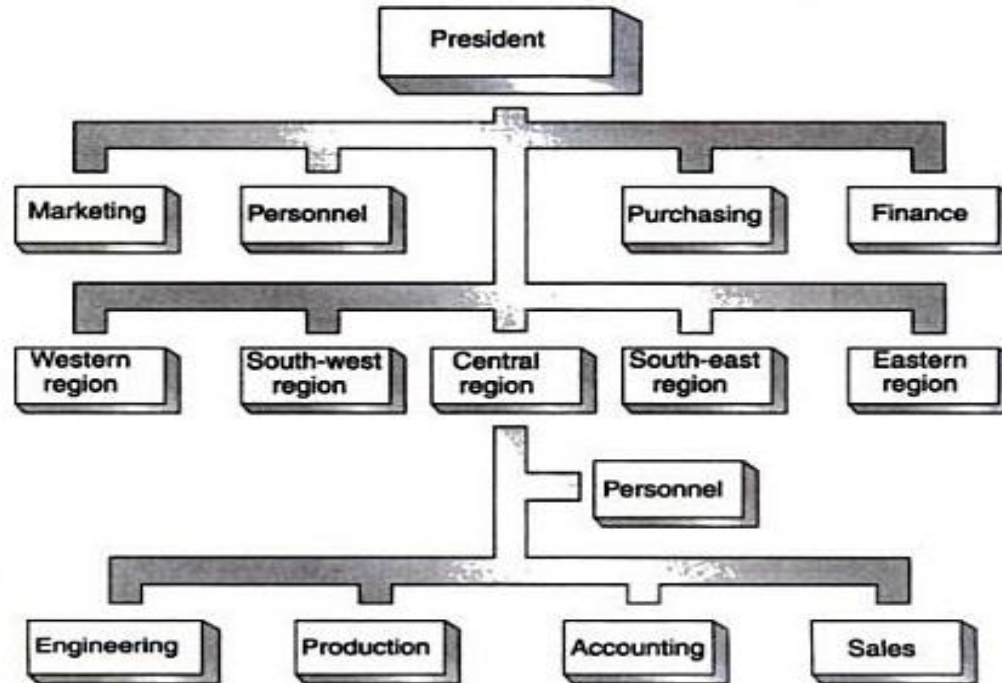 President
Marketing
Personnel
Purchasing
Finance
Western
region
South-west
region
Central
region
South-east
region
Eastern
region
Personnel
Engineering
Production
Accounting
Sales